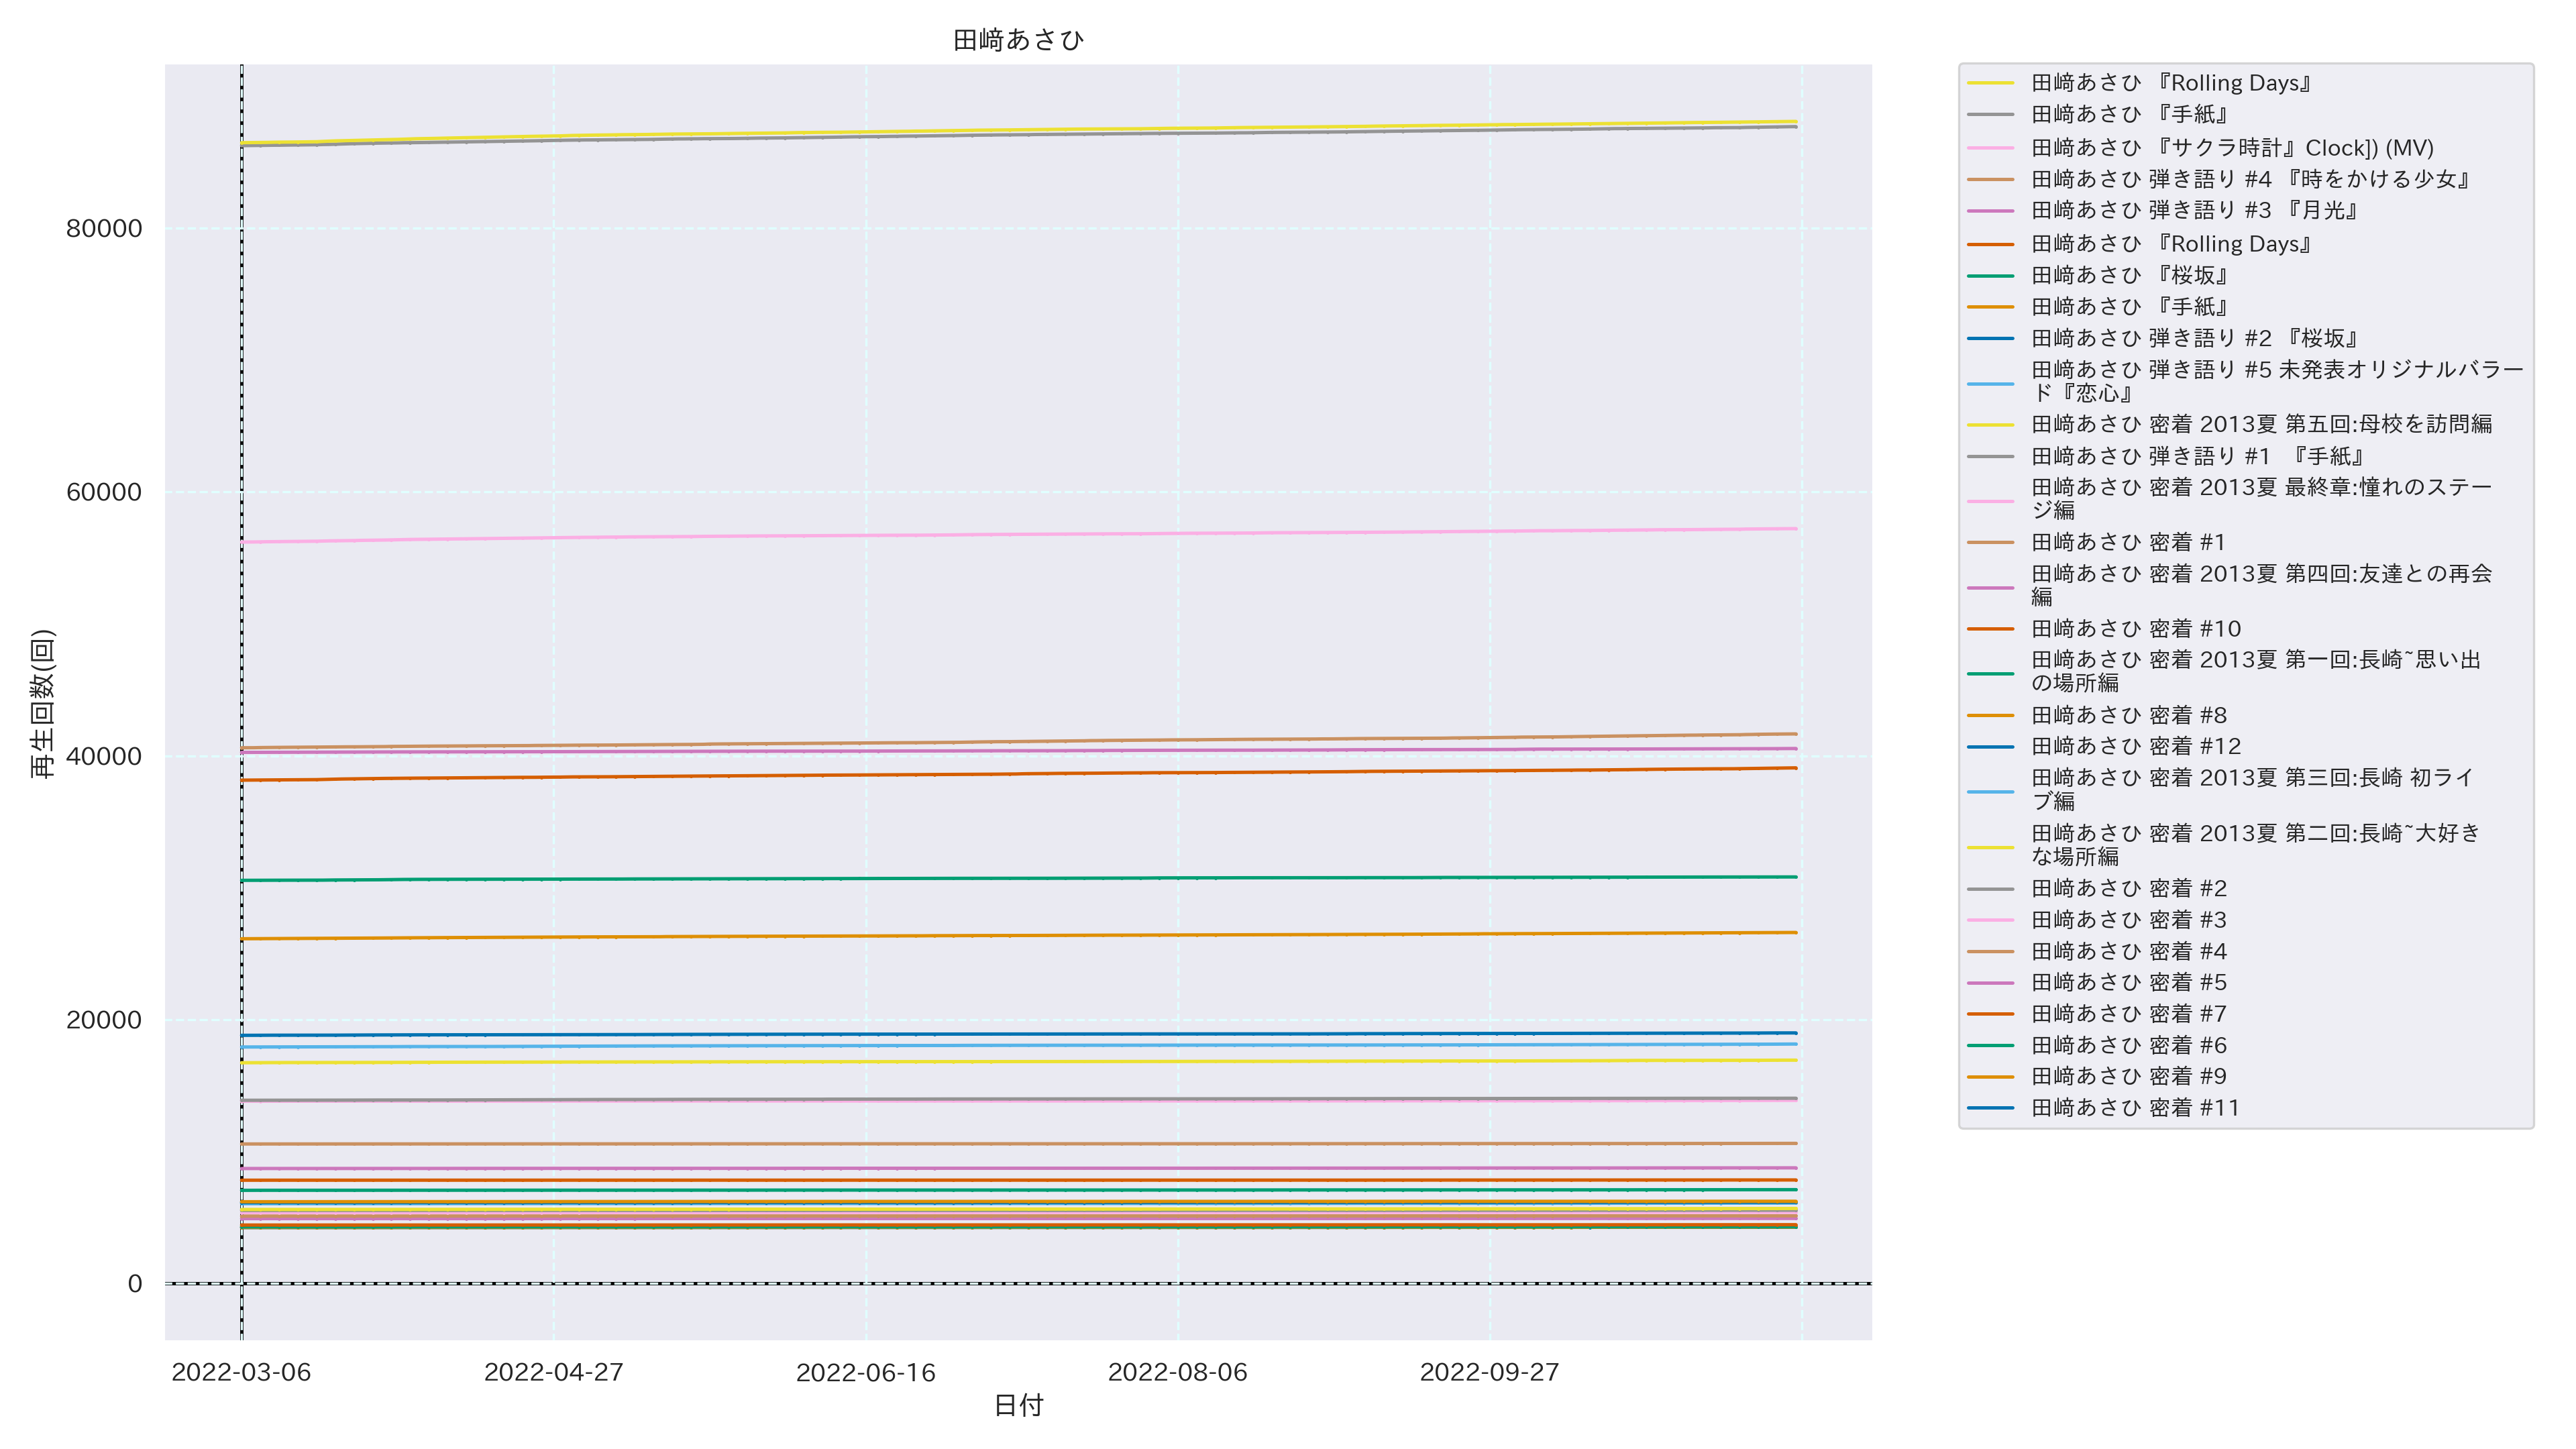 田﨑あさひ
80000
60000
40000
20000
0
再生回数(回)
2022-03-06
2022-04-27
2022-06-16
2022-08-06
2022-09-27
日付
田﨑あさひ 『Rolling Days』
田﨑あさひ 『手紙』
田﨑あさひ 『サクラ時計』Clock]) (MV)
田﨑あさひ 弾き語り #4 『時をかける少女』
田﨑あさひ 弾き語り #3 『月光』
田﨑あさひ 『Rolling Days』
田﨑あさひ 『桜坂』
田﨑あさひ 『手紙』
田﨑あさひ 弾き語り #2 『桜坂』
田﨑あさひ 弾き語り #5 未発表オリジナルバラー
ド『恋心』
田﨑あさひ 密着 2013夏 第五回:母校を訪問編
田﨑あさひ 弾き語り #1 『手紙』
田﨑あさひ 密着 2013夏 最終章:憧れのステー
ジ編
田﨑あさひ 密着 #1
田﨑あさひ 密着 2013夏 第四回:友達との再会
編
田﨑あさひ 密着 #10
田﨑あさひ 密着 2013夏 第一回:長崎~思い出
の場所編
田﨑あさひ 密着 #8
田﨑あさひ 密着 #12
田﨑あさひ 密着 2013夏 第三回:長崎 初ライ
ブ編
田﨑あさひ 密着 2013夏 第二回:長崎~大好き
な場所編
田﨑あさひ 密着 #2
田﨑あさひ 密着 #3
田﨑あさひ 密着 #4
田﨑あさひ 密着 #5
田﨑あさひ 密着 #7
田﨑あさひ 密着 #6
田﨑あさひ 密着 #9
田﨑あさひ 密着 #11